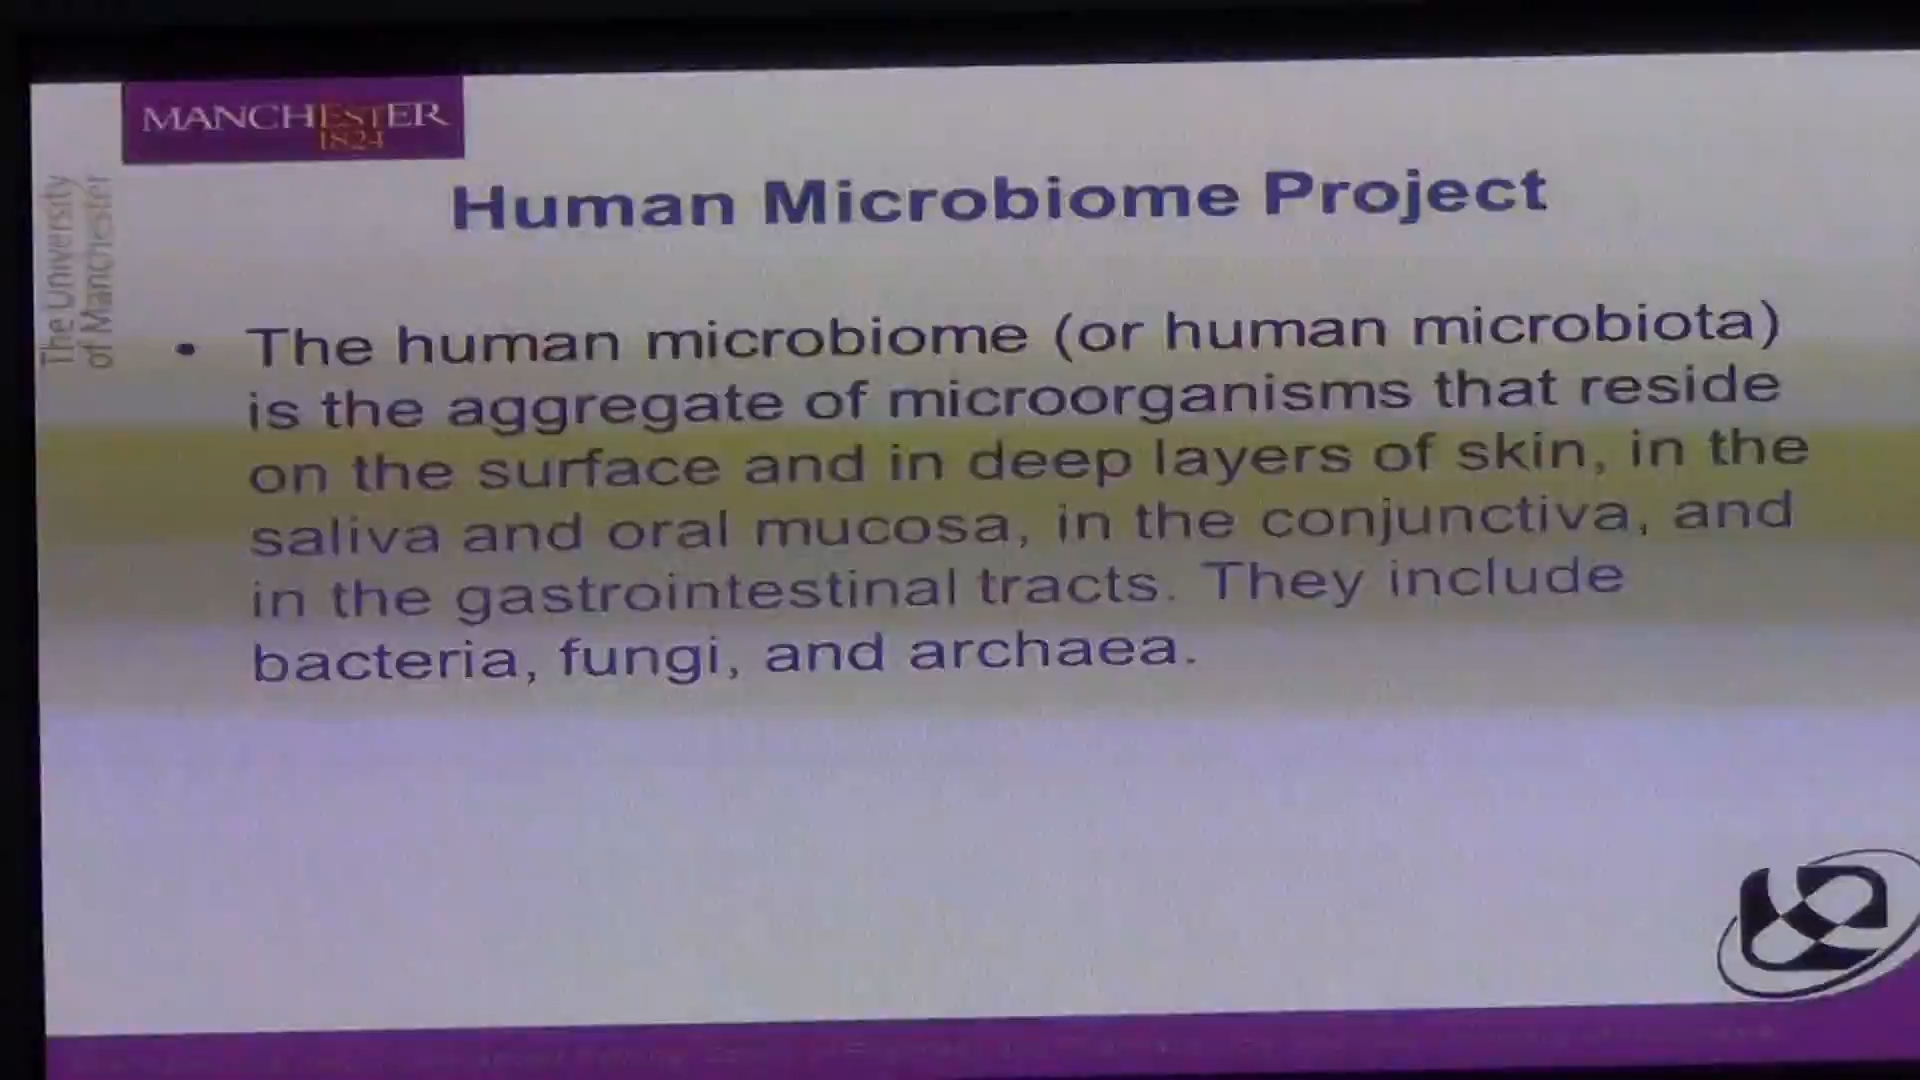 MANCHESTER
1824
The University
of Manchester
Human Microbiome Project
• The human microbiome (or human microbiota)
is the aggregate of microorganisms that reside
on the surface and in deep layers of skin, in the
saliva and oral mucosa, in the conjunctiva, and
in the gastrointestinal tracts. They include
bacteria, fungi, and archaea.